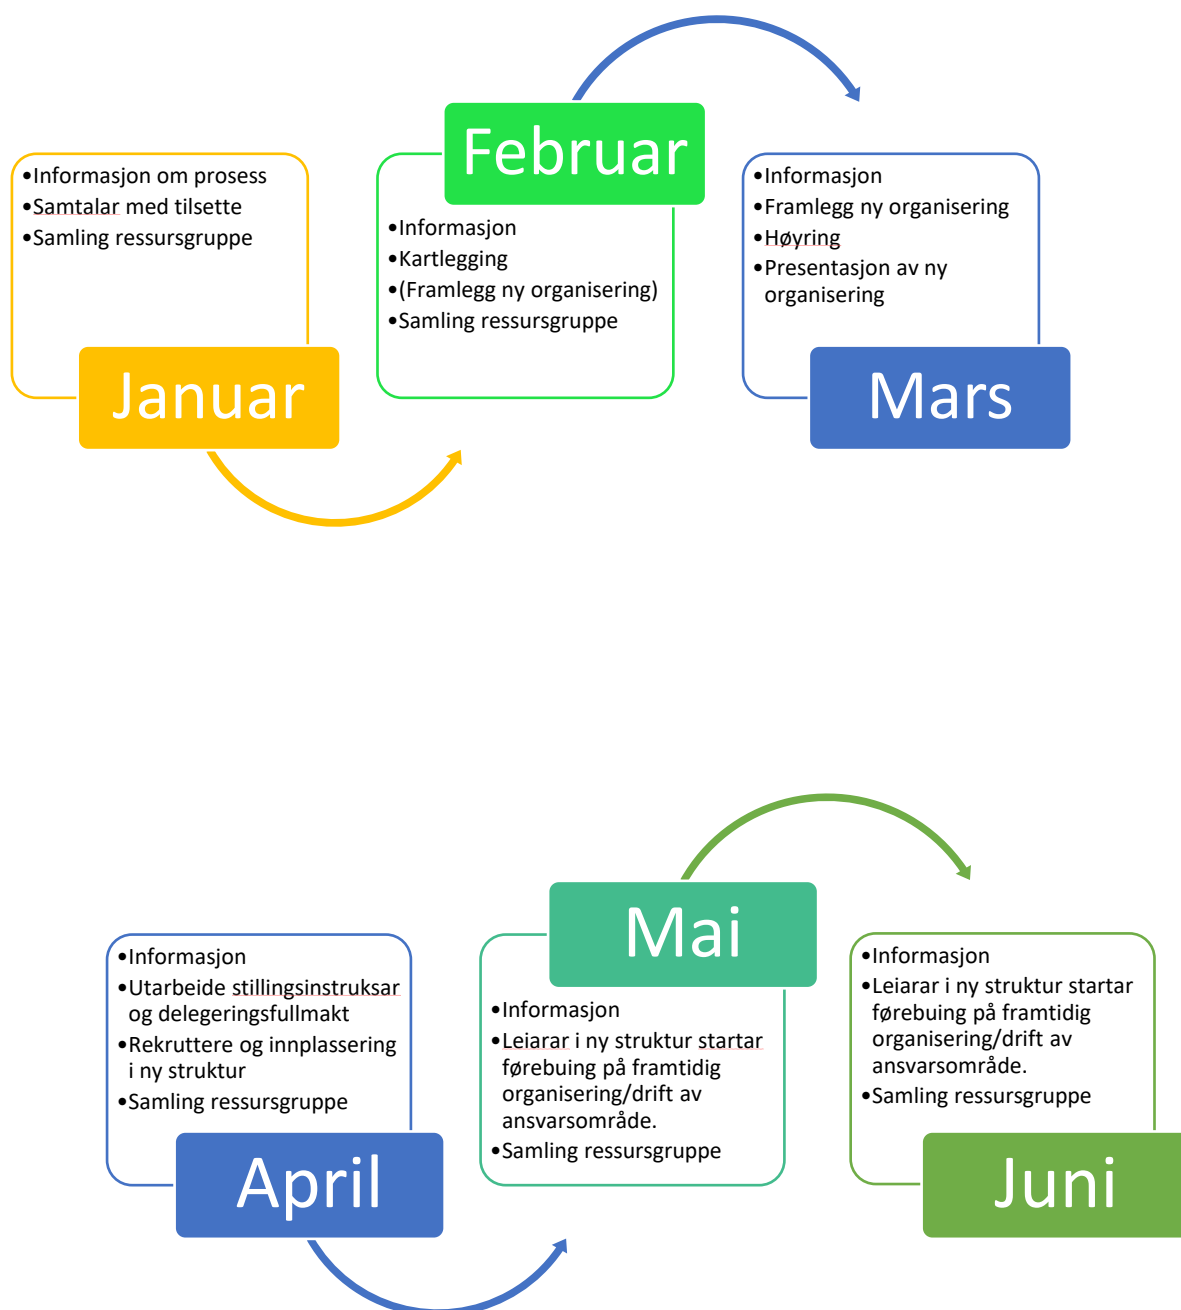 •Informasjon om prosess
•Samtalar med tilsette
•Samling ressursgruppe
Januar
Februar
•Informasjon
•Kartlegging
•(Framlegg ny organisering)
•Samling ressursgruppe
•Informasjon
•Framlegg ny organisering
•Høyring
•Presentasjon av ny
organisering
Mars
•Informasjon
•Utarbeide stillingsinstruksar
og delegeringsfullmakt
•Rekruttere og innplassering
i ny struktur
•Samling ressursgruppe
April
Mai
•Informasjon
•Leiarar i ny struktur startar
førebuing på framtidig
organisering/drift av
ansvarsområde.
•Samling ressursgruppe
•Informasjon
•Leiarar i ny struktur startar
førebuing på framtidig
organisering/drift av
ansvarsområde.
•Samling ressursgruppe
Juni